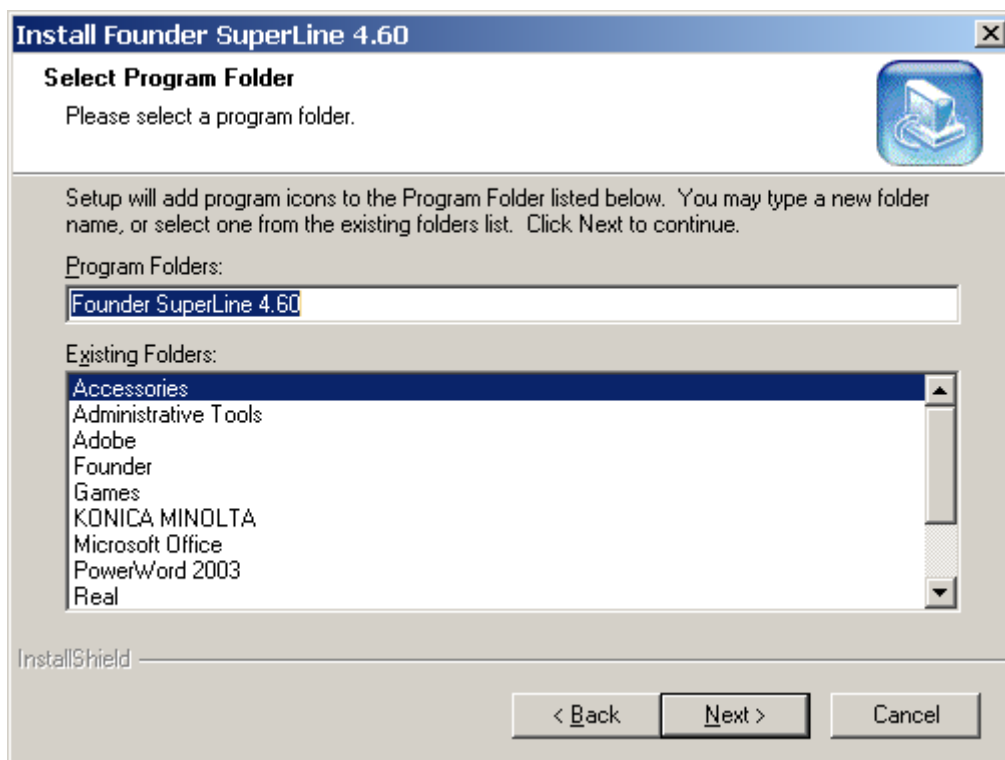 Install Founder SuperLine 4.60
Select Program Folder
Please select a program folder.
Setup will add program icons to the Program Folder listed below. You may type a new folder
name, or select one from the existing folders list. Click Next to continue.
Program Folders:
Founder SuperLine 4.60
Existing Folders:
Accessories
Administrative Tools
Adobe
Founder
Games
KONICA MINOLTA
Microsoft Office
PowerWord 2003
Real
InstallShield
< Back Next > Cancel